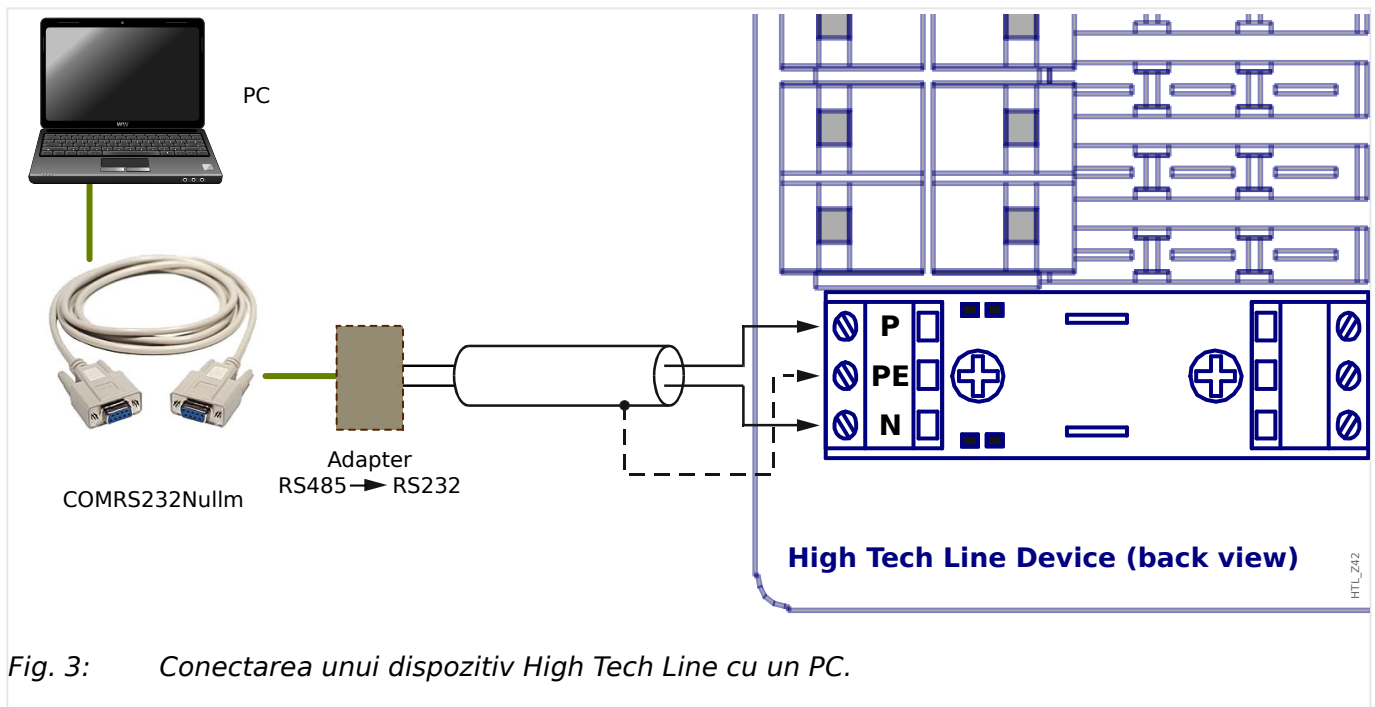 PC
P
PE
N
Adapter
RS485 RS232
COMRS232Nullm
High Tech Line Device (back view)
HTL_Z42
Fig. 3: Conectarea unui dispozitiv High Tech Line cu un PC.